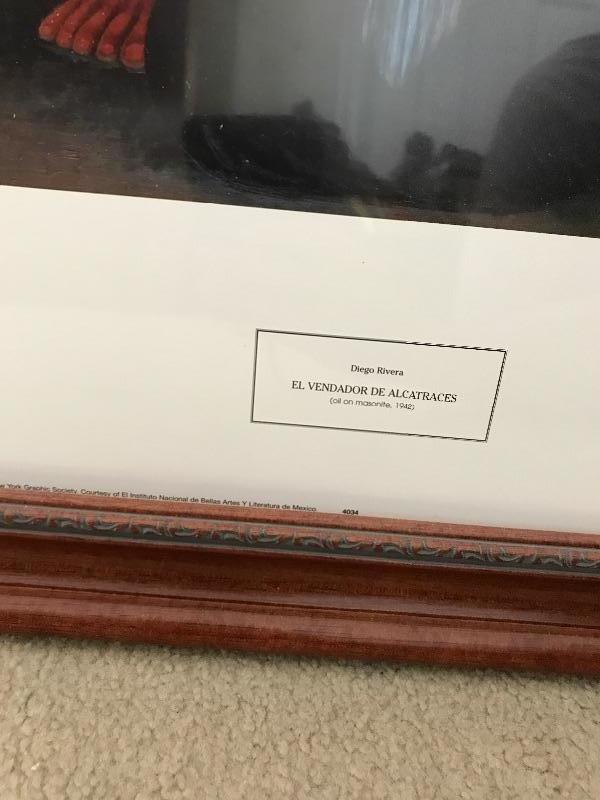 Diego Rivera
EL VENDADOR DE ALCATRACES
(oil on masonite, 1942)
York Graphic Society. Courtesy of El Instituto Nacional de Bellas Artes Y Literatura de Mexico. 4034